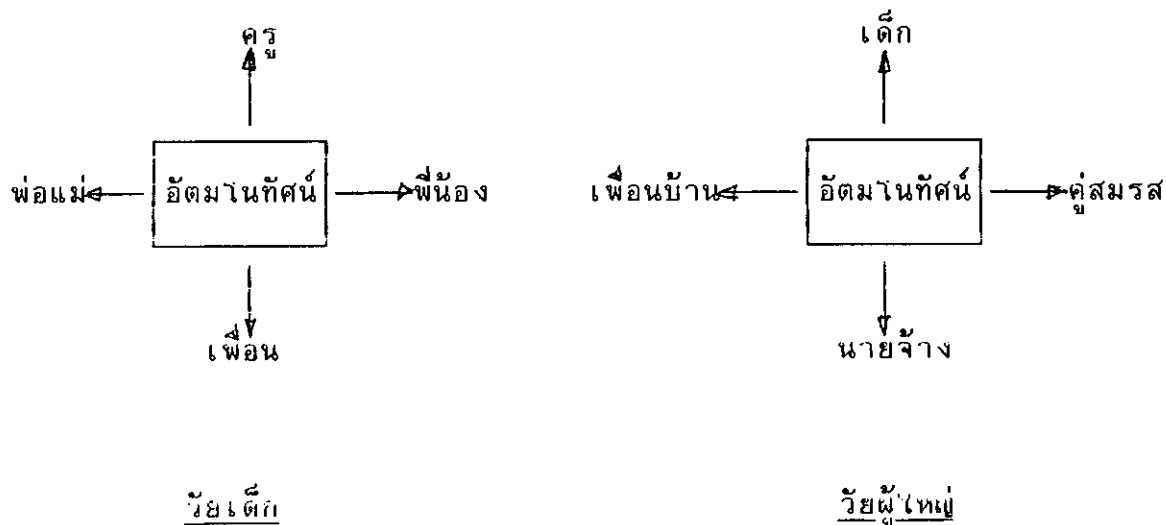 ครู
พ่อแม่ อัตมโนทัศน์ พี่น้อง
เพื่อน
วัยเด็ก
เด็ก
เพื่อนบ้าน อัตมโนทัศน์ คู่สมรส
นายจ้าง
วัยผู้ใหญ่